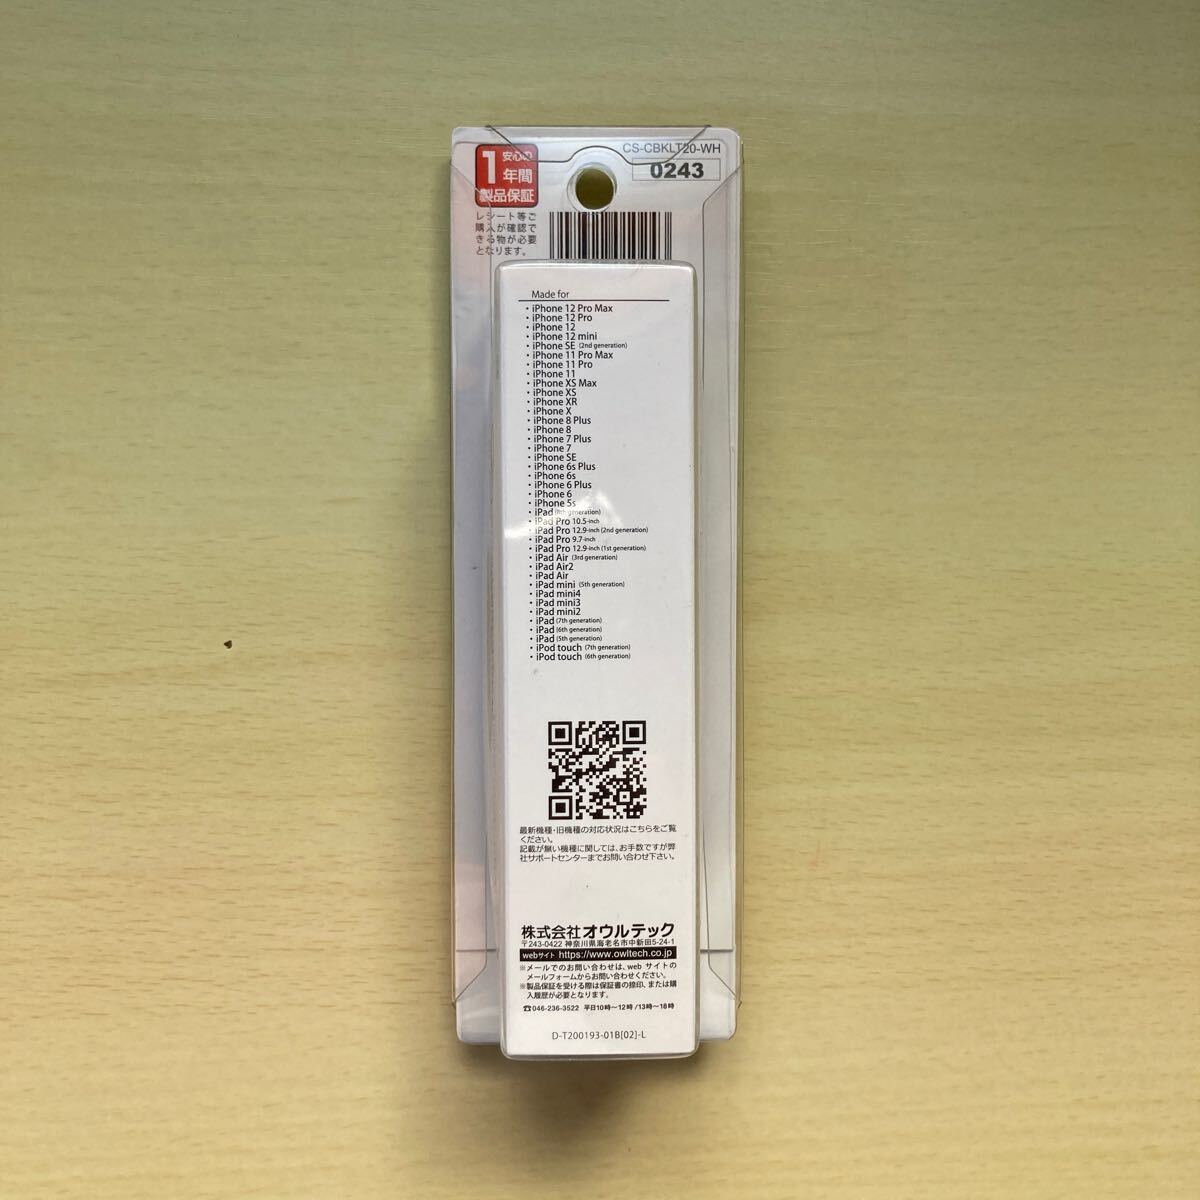 CS-CBKLT20-WH
0243
1 安心の
年間
製品保証
レシート等ご
購入が確認で
きる物が必要
となります。
Made for
・iPhone 12 Pro Max
・iPhone 12 Pro
・iPhone 12
・iPhone 12 mini
・iPhone SE (2nd generation)
・iPhone 11 Pro Max
・iPhone 11 Pro
・iPhone 11
・iPhone XS Max
・iPhone XS
・iPhone XR
・iPhone X
・iPhone 8 Plus
・iPhone 8
・iPhone 7 Plus
・iPhone 7
・iPhone SE
・iPhone 6s Plus
・iPhone 6s
・iPhone 6 Plus
・iPhone 6
・iPhone 5s
・iPad (8th generation)
・iPad Pro 10.5-inch
・iPad Pro 12.9-inch (2nd generation)
・iPad Pro 9.7-inch
・iPad Pro 12.9-inch (1st generation)
・iPad Air (3rd generation)
・iPad Air2
・iPad Air
・iPad mini (5th generation)
・iPad mini4
・iPad mini3
・iPad mini2
・iPad (7th generation)
・iPad (6th generation)
・iPad (5th generation)
・iPod touch (7th generation)
・iPod touch (6th generation)
最新機種・旧機種の対応状況はこちらをご覧
ください。
記載が無い機種に関しては、お手数ですが弊
社サポートセンターまでお問い合わせ下さい。
株式会社オウルテック
〒243-0422 神奈川県海老名市中新田5-24-1
webサイト https://www.owltech.co.jp
※メールでのお問い合わせは、web サイトの
メールフォームからお問い合わせください。
※製品保証を受ける際は保証書の捺印、または購
入履歴が必要となります。
☎046-236-3522 平日10時〜12時/13時〜18時
D-T200193-01B[02]-L